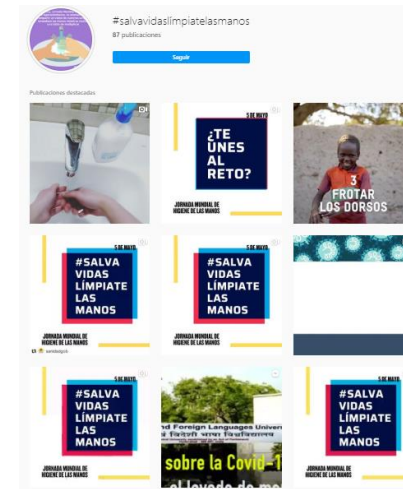 #salvavidaslímpiatelasmanos
87 publicaciones
Seguir
Publicaciones destacadas
5 DE MAYO
¿TE
ÚNES
AL
RETO?
JORNADA MUNDIAL DE
HIGIENE DE LAS MANOS
3
FROTAR
LOS DORSOS
5 DE MAYO
#SALVA
VIDAS
LÍMPIATE
LAS
MANOS
JORNADA MUNDIAL DE
HIGIENE DE LAS MANOS
5 DE MAYO
#SALVA
VIDAS
LÍMPIATE
LAS
MANOS
JORNADA MUNDIAL DE
HIGIENE DE LAS MANOS
5 DE MAYO
#SALVA
VIDAS
LÍMPIATE
LAS
MANOS
JORNADA MUNDIAL DE
HIGIENE DE LAS MANOS
nd Foreign Languages Univers
sobre la Covid-1
5 DE MAYO
#SALVA
VIDAS
LÍMPIATE
LAS
MANOS
JORNADA MUNDIAL DE
HIGIENE DE LAS MANOS